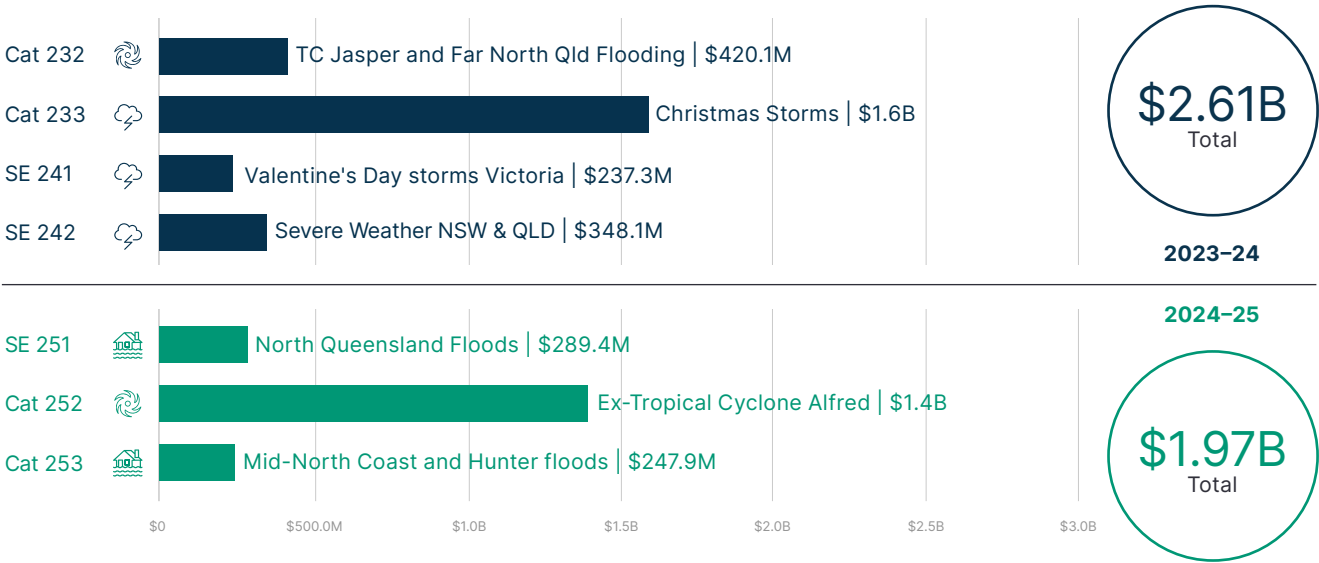 Cat 232 TC Jasper and Far North Qld Flooding | $420.1M
Cat 233 Christmas Storms | $1.6B
SE 241 Valentine's Day storms Victoria | $237.3M
SE 242 Severe Weather NSW & QLD | $348.1M
$2.61B
Total
2023–24
2024–25
SE 251 North Queensland Floods | $289.4M
Cat 252 Ex-Tropical Cyclone Alfred | $1.4B
Cat 253 Mid-North Coast and Hunter floods | $247.9M
$1.97B
Total
$0 $500.0M $1.0B $1.5B $2.0B $2.5B $3.0B